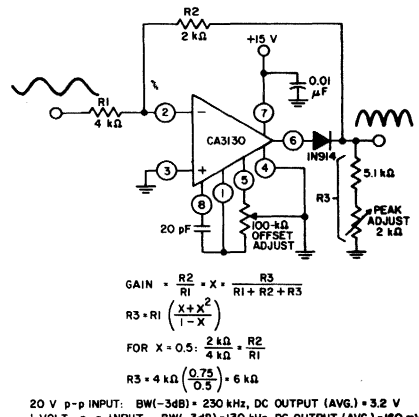 R2
2 kΩ
+15 V
0.01
μF
R1
4 kΩ
2
−
7
CA3130
6
IN914
3
+
4
5
8
1
20 pF
100-kΩ
OFFSET
ADJUST
R3
5.1 kΩ
PEAK
ADJUST
2 kΩ
GAIN = R2/R1 = X = R3/(R1 + R2 + R3)
R3 = R1 ((X + X²)/(1 − X))
FOR X = 0.5: 2 kΩ/4 kΩ = R2/R1
R3 = 4 kΩ (0.75/0.5) = 6 kΩ
20 V p-p INPUT: BW(-3dB) = 230 kHz, DC OUTPUT (AVG.) = 3.2 V